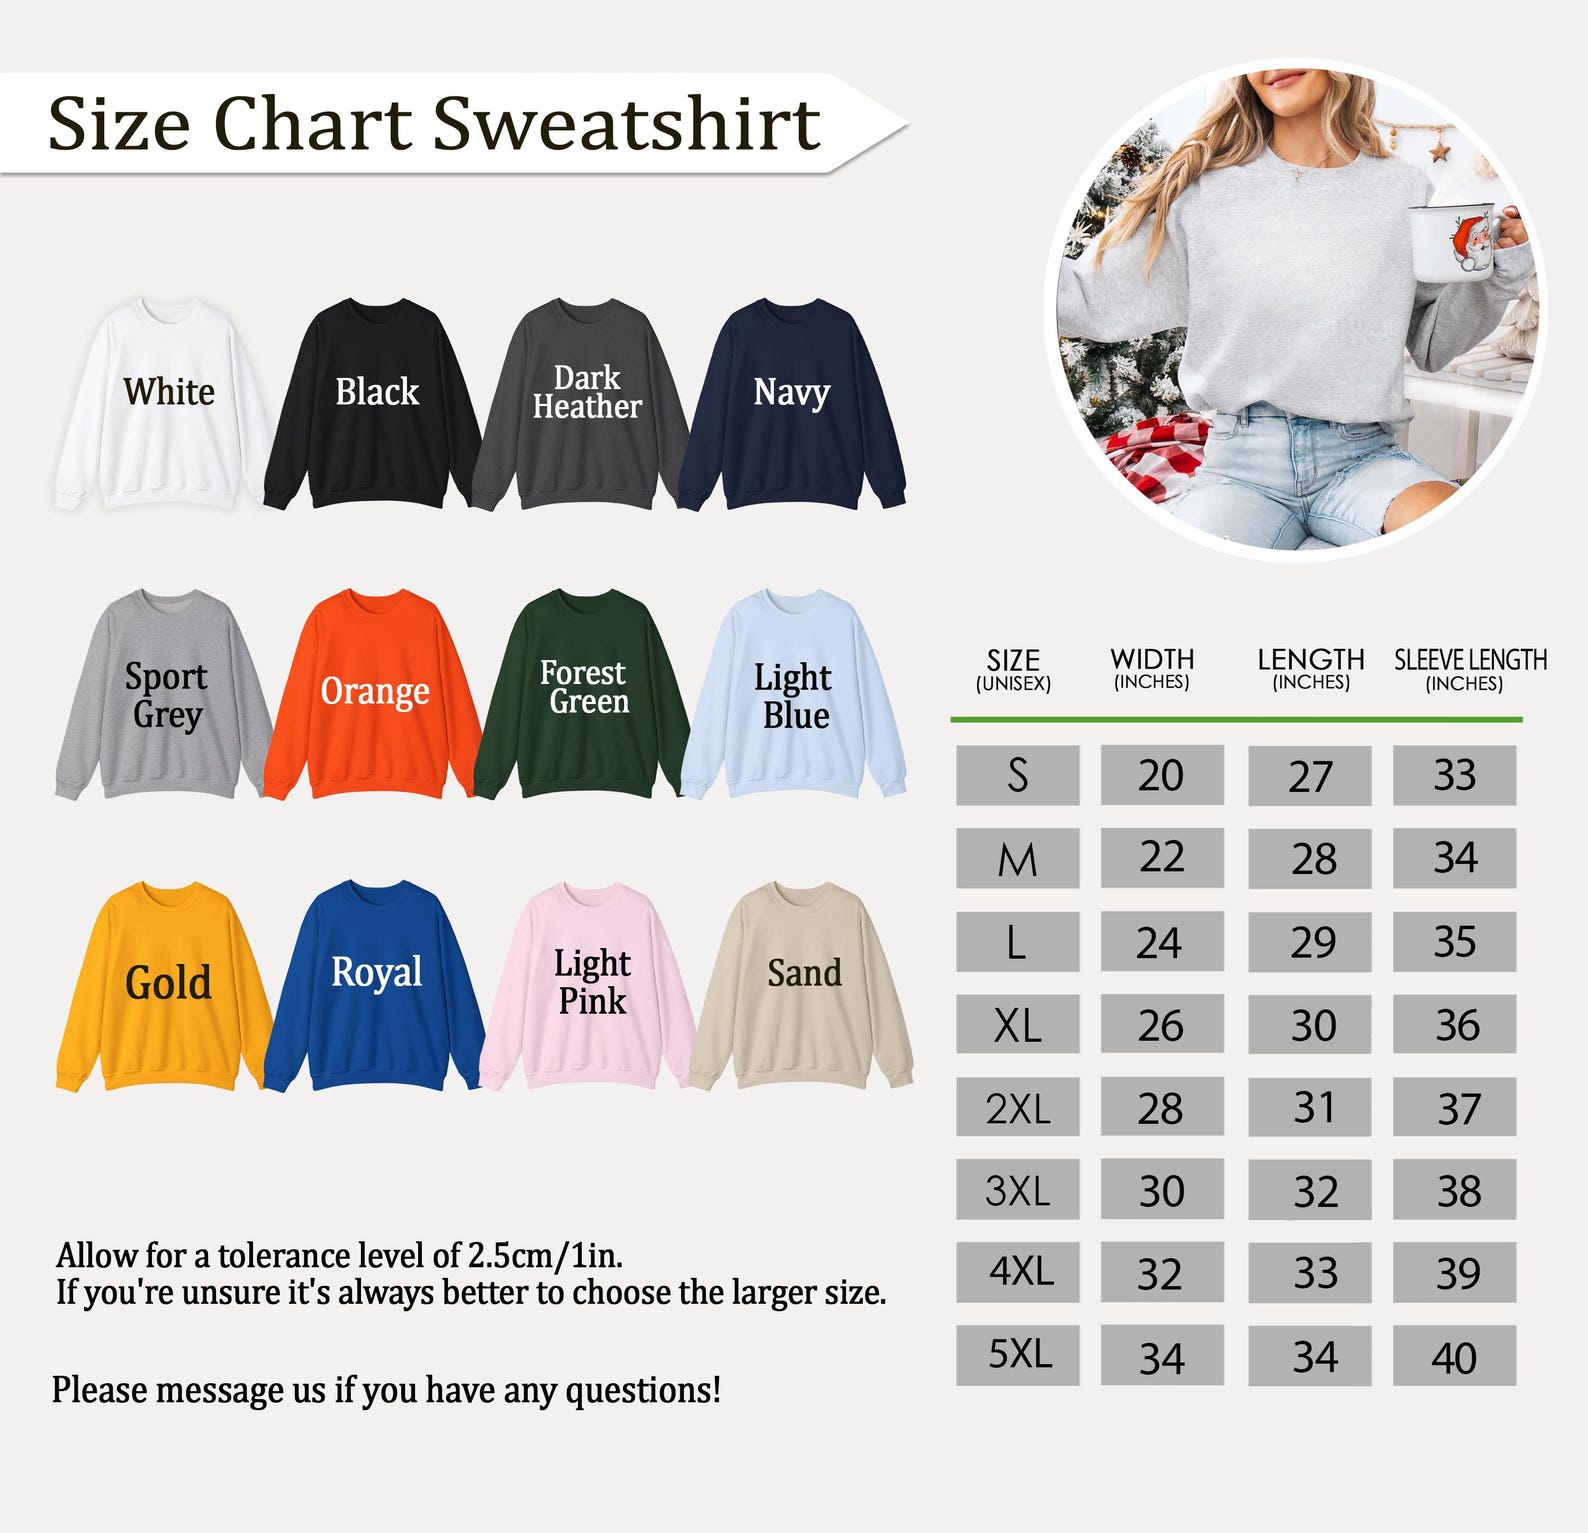 Size Chart Sweatshirt
White
Black
Dark
Heather
Navy
Sport
Grey
Orange
Forest
Green
Light
Blue
Gold
Royal
Light
Pink
Sand
Allow for a tolerance level of 2.5cm/1in.
If you're unsure it's always better to choose the larger size.
Please message us if you have any questions!
SIZE WIDTH LENGTH SLEEVE LENGTH
(UNISEX) (INCHES) (INCHES) (INCHES)
S 20 27 33
M 22 28 34
L 24 29 35
XL 26 30 36
2XL 28 31 37
3XL 30 32 38
4XL 32 33 39
5XL 34 34 40